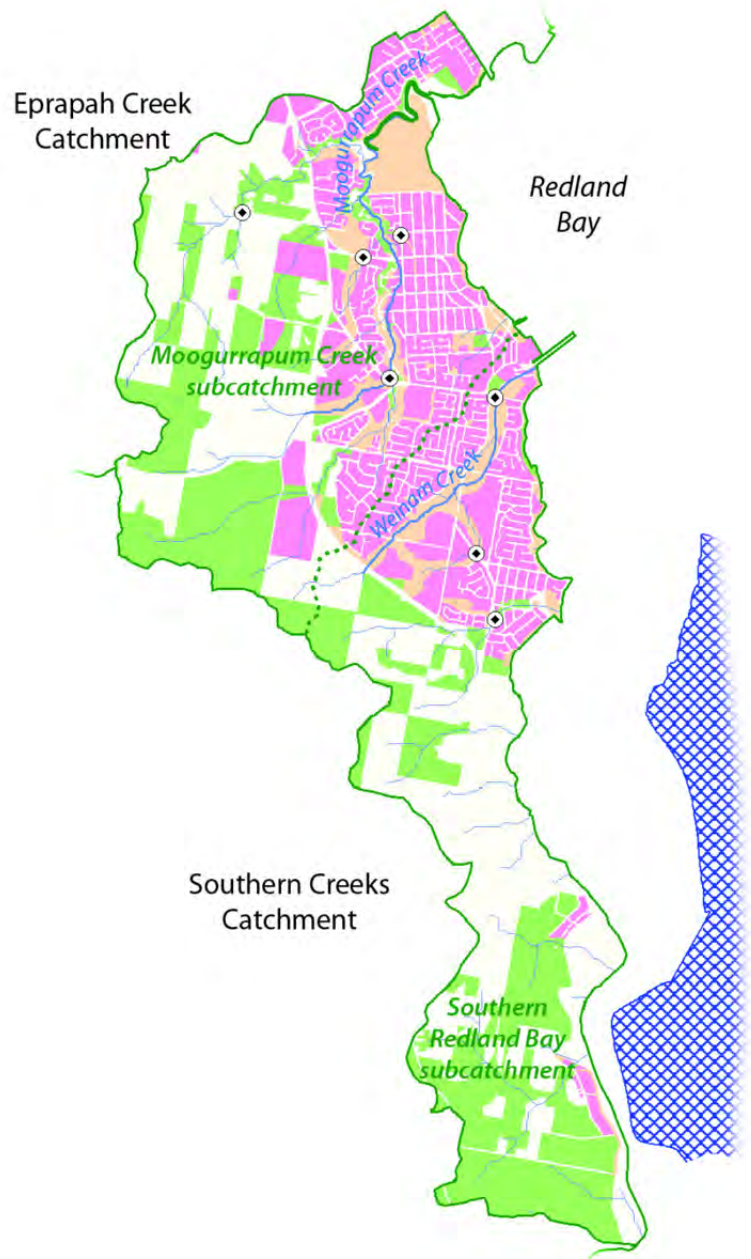 Moogurrapum Creek
Eprapah Creek
Catchment
Redland
Bay
Moogurrapum Creek
subcatchment
Weinam Creek
Southern Creeks
Catchment
Southern
Redland Bay
subcatchment